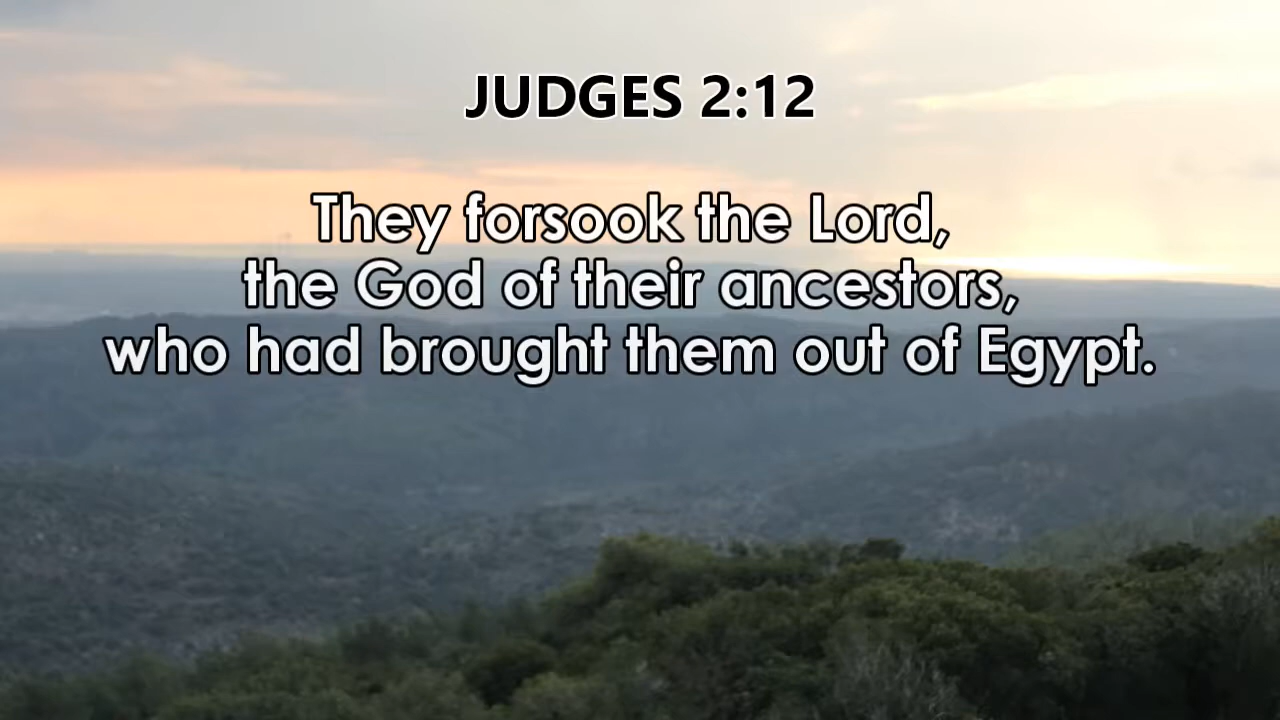 JUDGES 2:12
They forsook the Lord,
the God of their ancestors,
who had brought them out of Egypt.